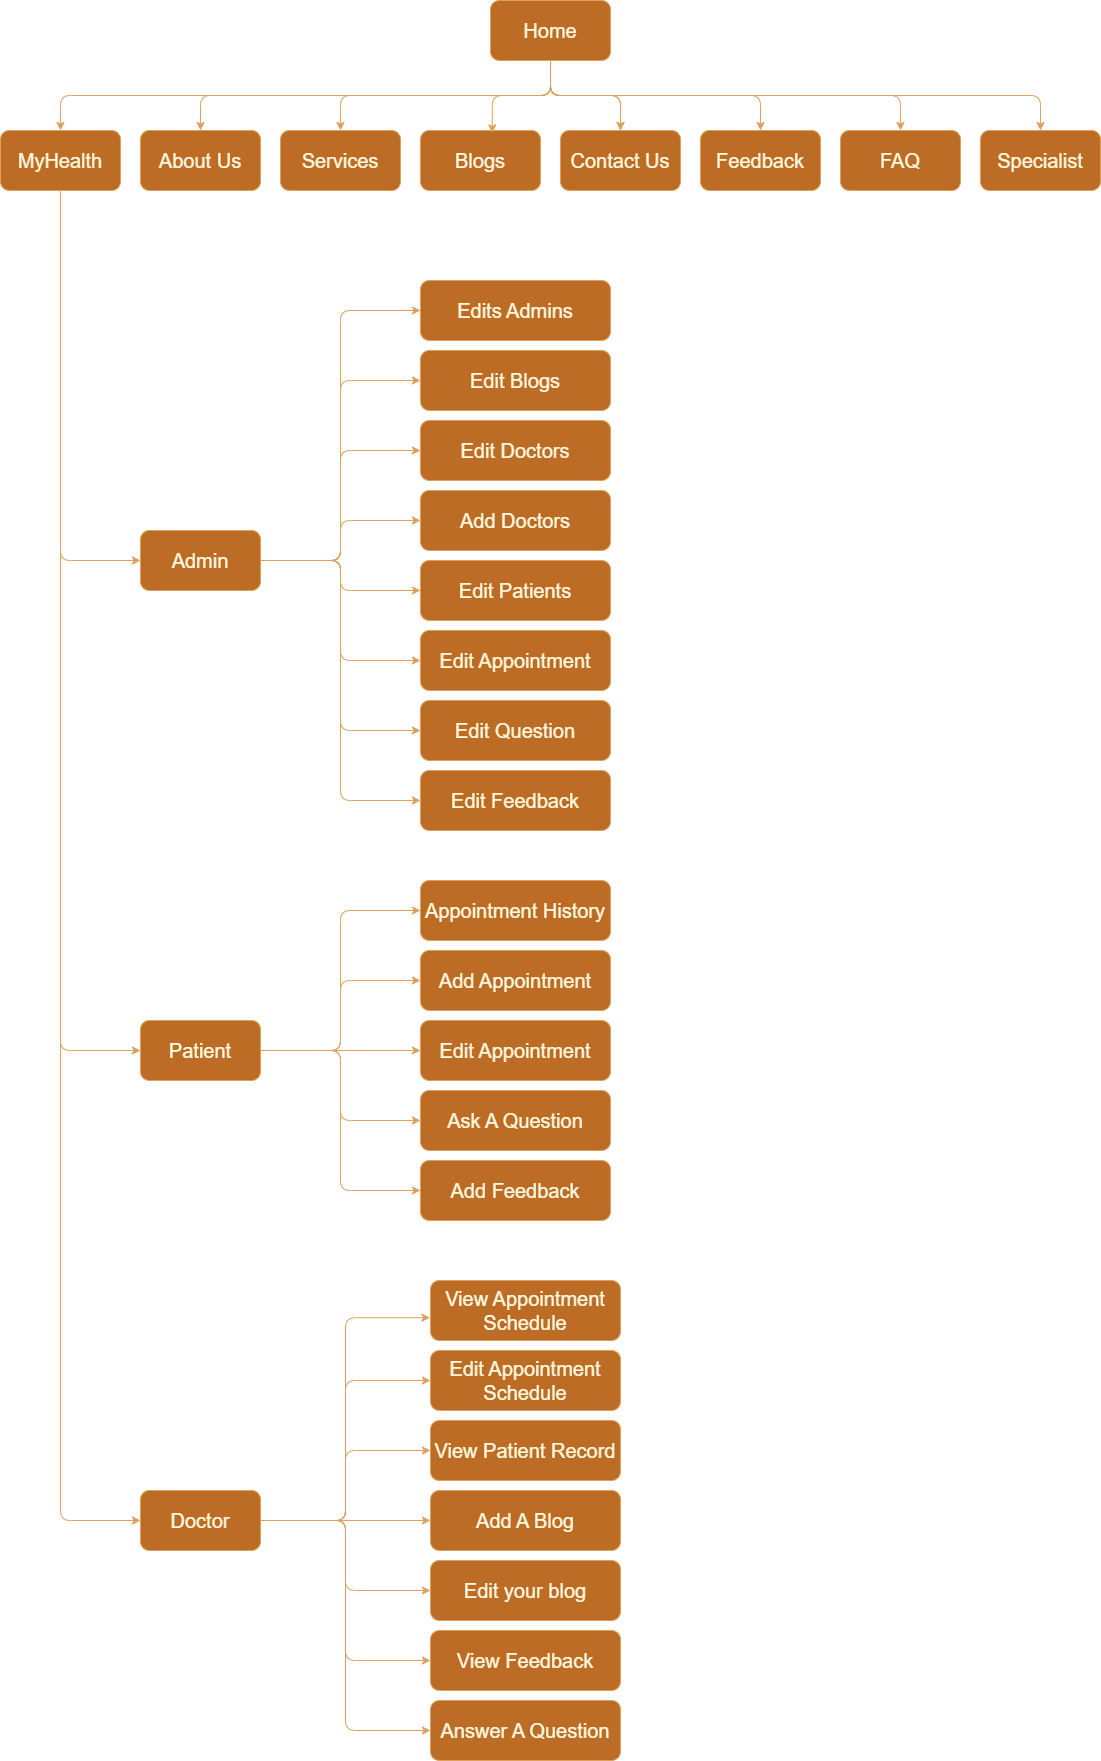 Home
MyHealth
About Us
Services
Blogs
Contact Us
Feedback
FAQ
Specialist
Edits Admins
Edit Blogs
Edit Doctors
Add Doctors
Admin
Edit Patients
Edit Appointment
Edit Question
Edit Feedback
Appointment History
Add Appointment
Patient
Edit Appointment
Ask A Question
Add Feedback
View Appointment
Schedule
Edit Appointment
Schedule
View Patient Record
Doctor
Add A Blog
Edit your blog
View Feedback
Answer A Question